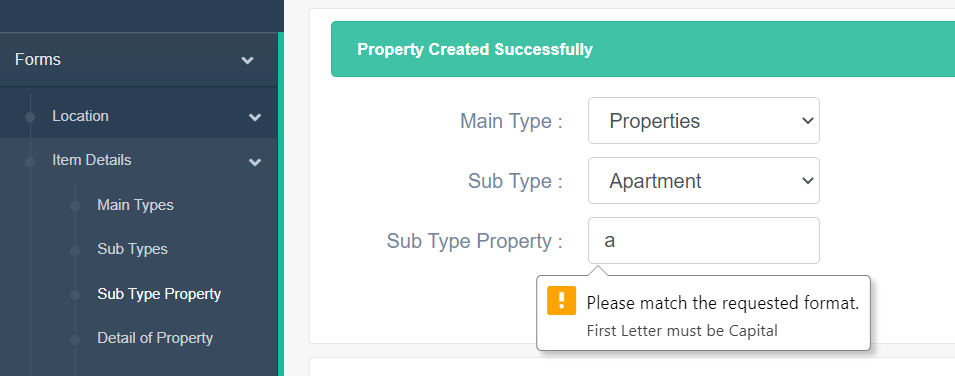 Forms
Location
Item Details
Main Types
Sub Types
Sub Type Property
Detail of Property
Property Created Successfully
Main Type : Properties
Sub Type : Apartment
Sub Type Property : a
! Please match the requested format.
First Letter must be Capital